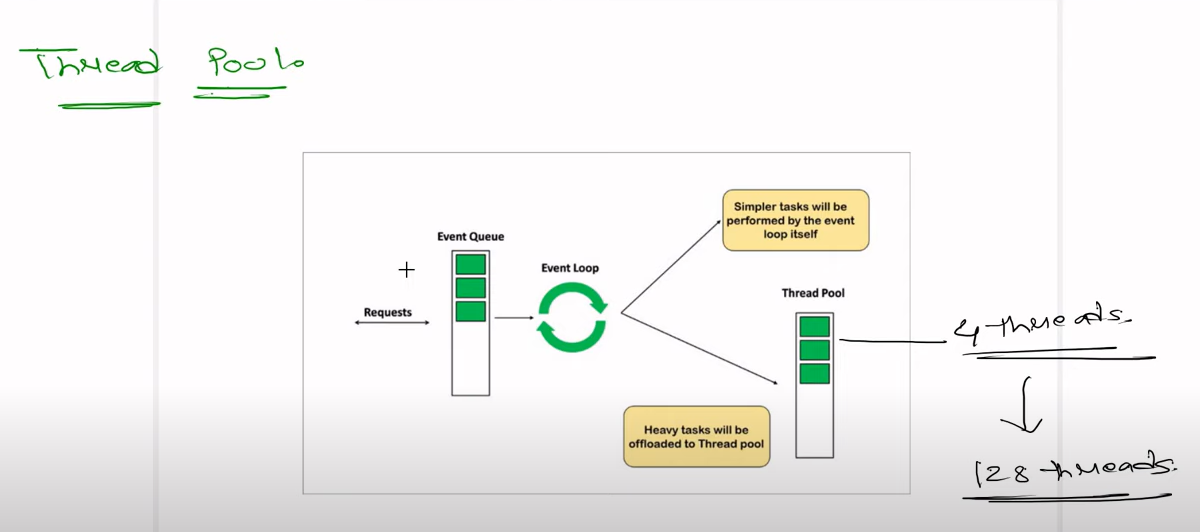 Thread Pool
Event Queue
Requests
Event Loop
Simpler tasks will be
performed by the event
loop itself
Thread Pool
Heavy tasks will be
offloaded to Thread pool
4 threads
128 threads